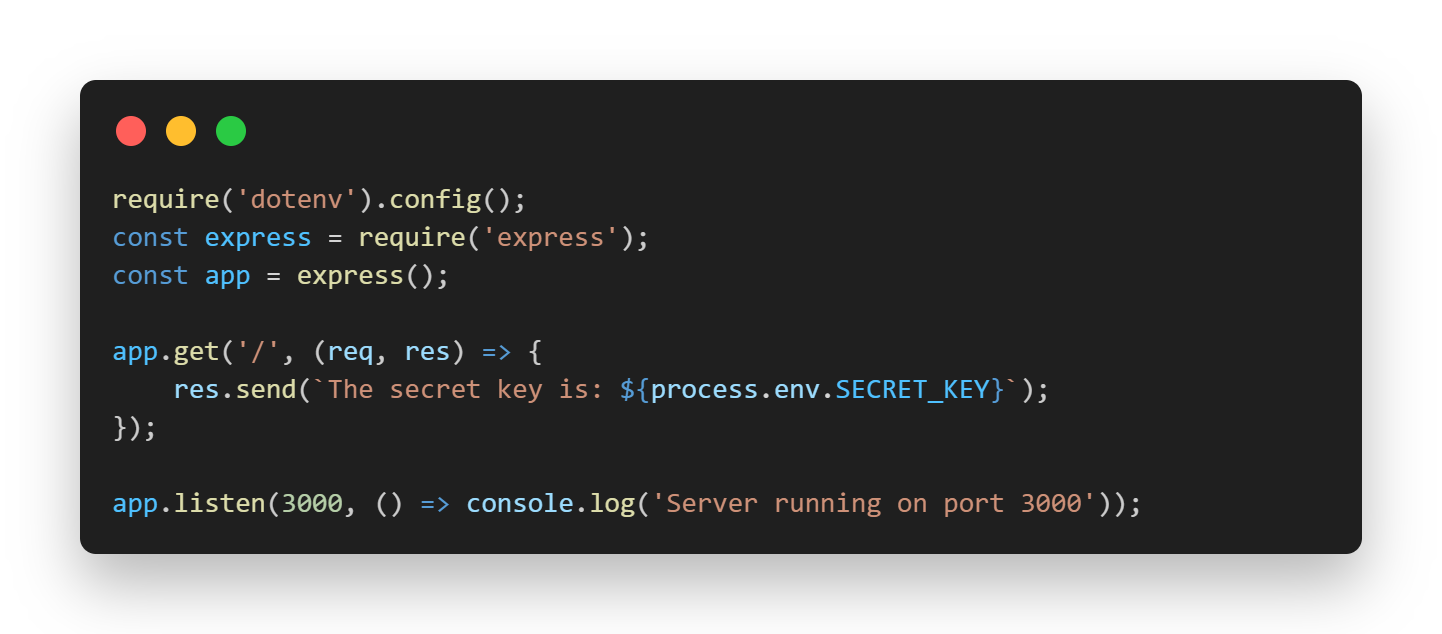 require('dotenv').config();
const express = require('express');
const app = express();

app.get('/', (req, res) => {
    res.send(`The secret key is: ${process.env.SECRET_KEY}`);
});

app.listen(3000, () => console.log('Server running on port 3000'));